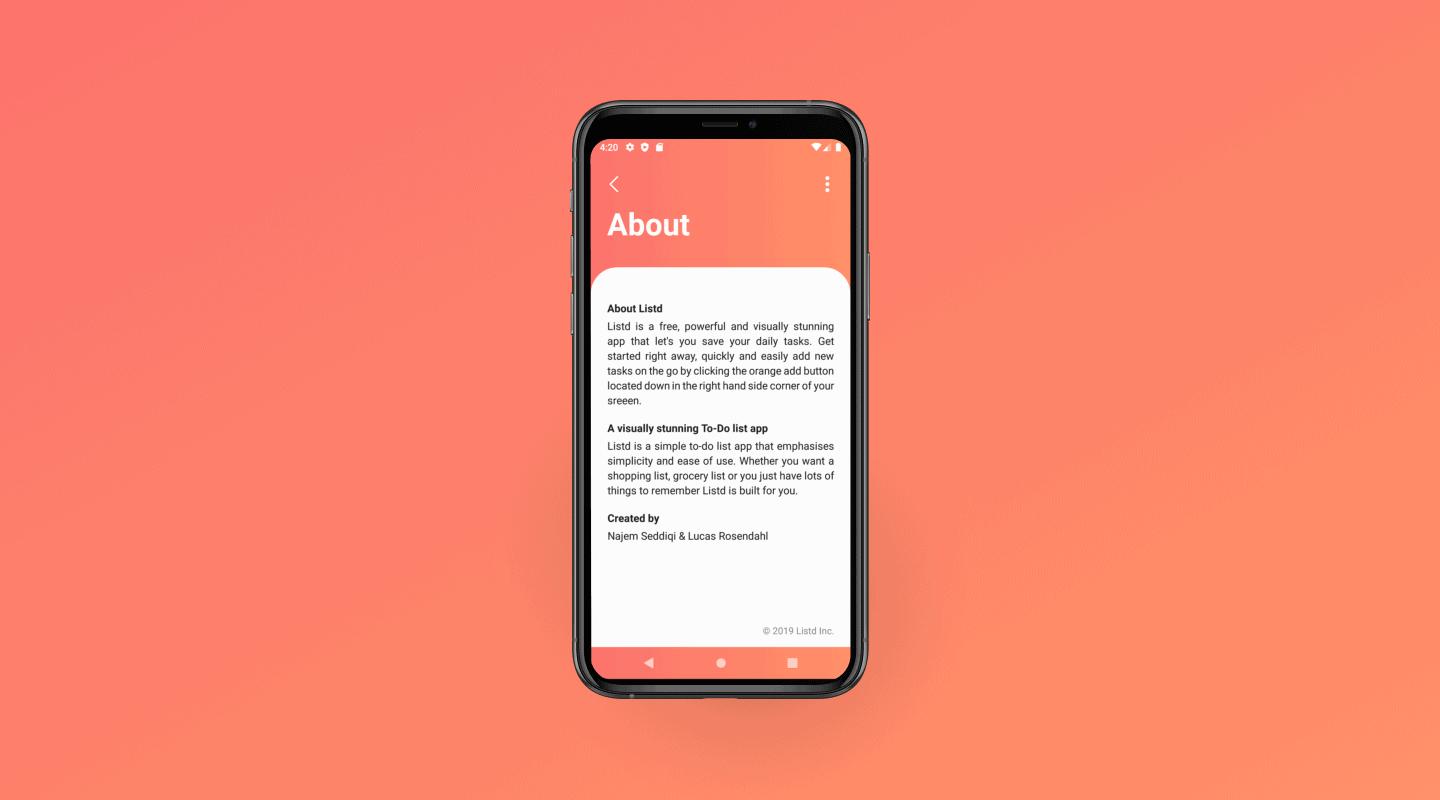 4:20
About
About Listd
Listd is a free, powerful and visually stunning
app that let's you save your daily tasks. Get
started right away, quickly and easily add new
tasks on the go by clicking the orange add button
located down in the right hand side corner of your
sreeen.
A visually stunning To-Do list app
Listd is a simple to-do list app that emphasises
simplicity and ease of use. Whether you want a
shopping list, grocery list or you just have lots of
things to remember Listd is built for you.
Created by
Najem Seddiqi & Lucas Rosendahl
© 2019 Listd Inc.